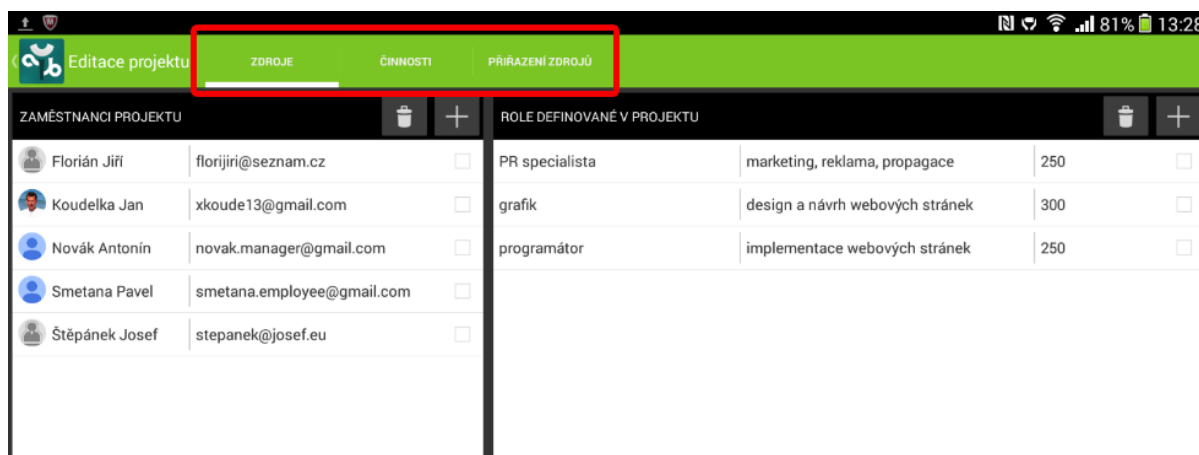 81% 13:28
Editace projektu ZDROJE ČINNOSTI PŘIŘAZENÍ ZDROJŮ
ZAMĚSTNANCI PROJEKTU
Florián Jiří florijiri@seznam.cz
Koudelka Jan xkoude13@gmail.com
Novák Antonín novak.manager@gmail.com
Smetana Pavel smetana.employee@gmail.com
Štěpánek Josef stepanek@josef.eu
ROLE DEFINOVANÉ V PROJEKTU
PR specialista marketing, reklama, propagace 250
grafik design a návrh webových stránek 300
programátor implementace webových stránek 250